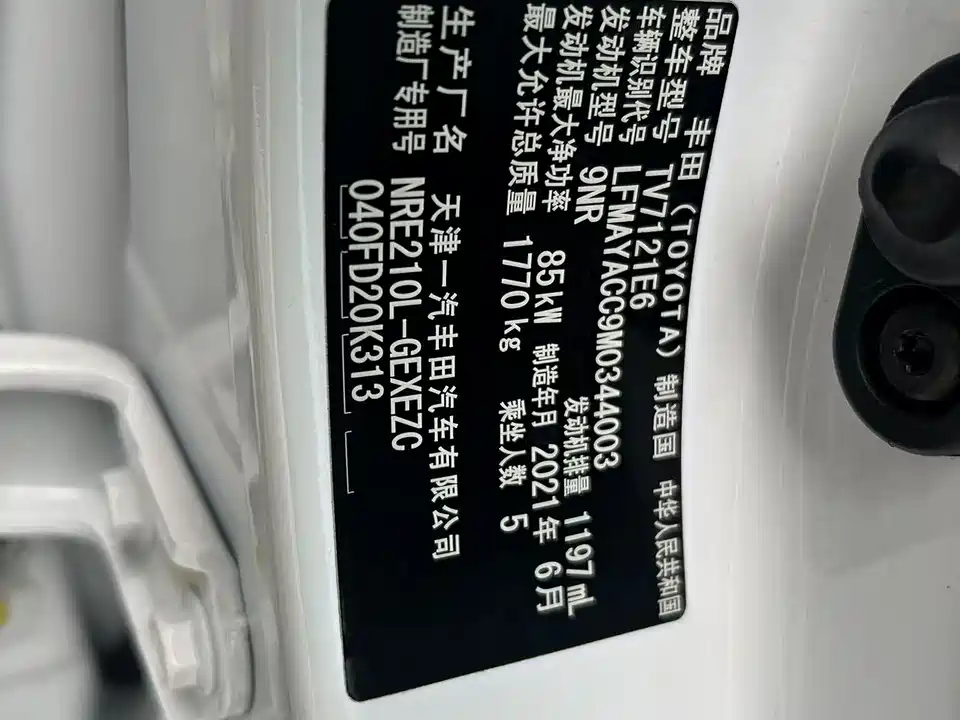 品牌 丰田（TOYOTA） 制造国 中华人民共和国
整车型号 TV7121E6
车辆识别代号 LFMAYACC9M0344003
发动机型号 9NR 发动机排量 1197mL
发动机最大净功率 85kW 制造年月 2021年 6月
最大允许总质量 1770kg 乘坐人数 5
生产厂名 天津一汽丰田汽车有限公司
制造厂专用号 NRE210L-GEXEZC
040FD20K313